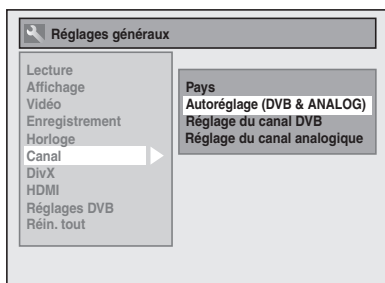 Réglages généraux
Lecture
Affichage
Vidéo
Enregistrement
Horloge
Canal
DivX
HDMI
Réglages DVB
Réin. tout
Pays
Autoréglage (DVB & ANALOG)
Réglage du canal DVB
Réglage du canal analogique